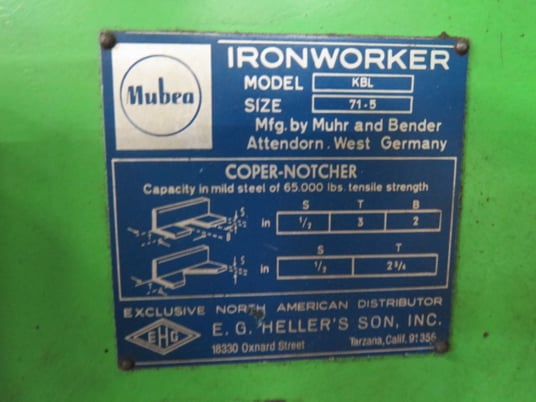 IRONWORKER
Mubea
MODEL KBL
SIZE 71-5
Mfg. by Muhr and Bender
Attendorn. West Germany
COPER-NOTCHER
Capacity in mild steel of 65.000 lbs. tensile strength
S T B
S
in 1/2 3 2
B
S T
S
in 1/2 2 3/4
EXCLUSIVE NORTH AMERICAN DISTRIBUTOR
EHG E. G. HELLER'S SON, INC.
18330 Oxnard Street Tarzana, Calif. 91356